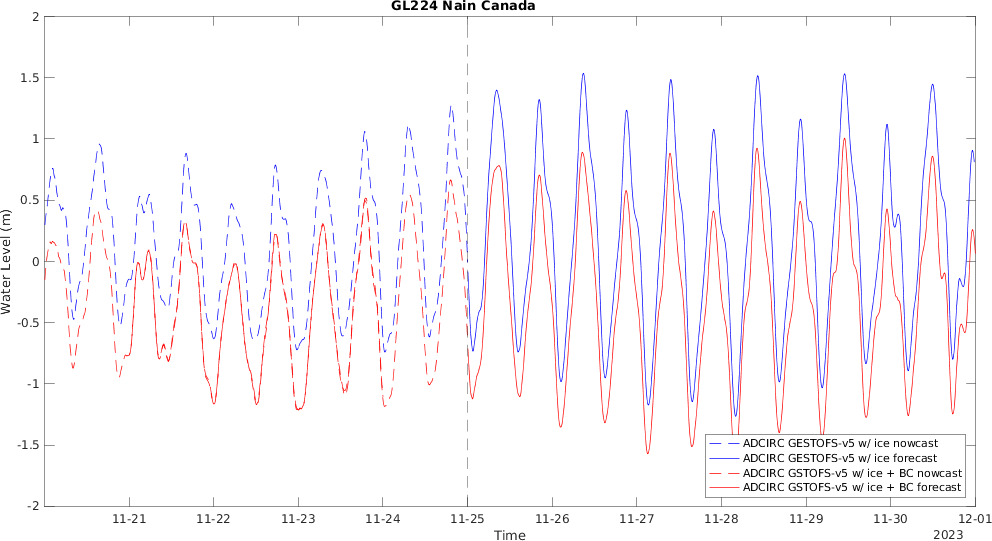 GL224 Nain Canada
2
1.5
1
0.5
0
-0.5
-1
-1.5
-2
Water Level (m)
ADCIRC GESTOFS-v5 w/ ice nowcast
ADCIRC GESTOFS-v5 w/ ice forecast
ADCIRC GSTOFS-v5 w/ ice + BC nowcast
ADCIRC GSTOFS-v5 w/ ice + BC forecast
11-21 11-22 11-23 11-24 11-25 11-26 11-27 11-28 11-29 11-30 12-01
Time
2023